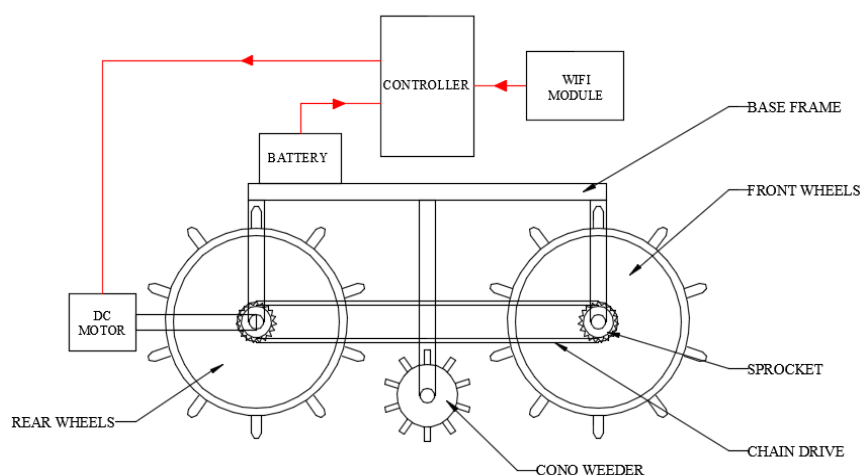 CONTROLLER
WIFI
MODULE
BASE FRAME
BATTERY
FRONT WHEELS
DC
MOTOR
SPROCKET
REAR WHEELS
CHAIN DRIVE
CONO WEEDER